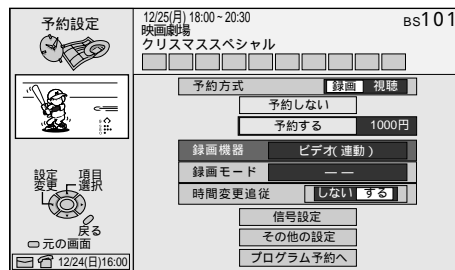 予約設定
12/25(月) 18:00~20:30
映画劇場
クリスマススペシャル
BS101
予約方式 録画 視聴
予約しない
予約する 1000円
録画機器 ビデオ(連動)
録画モード ――
時間変更追従 しない する
信号設定
その他の設定
プログラム予約へ
設定変更 項目選択
戻る
元の画面
12/24(日)16:00